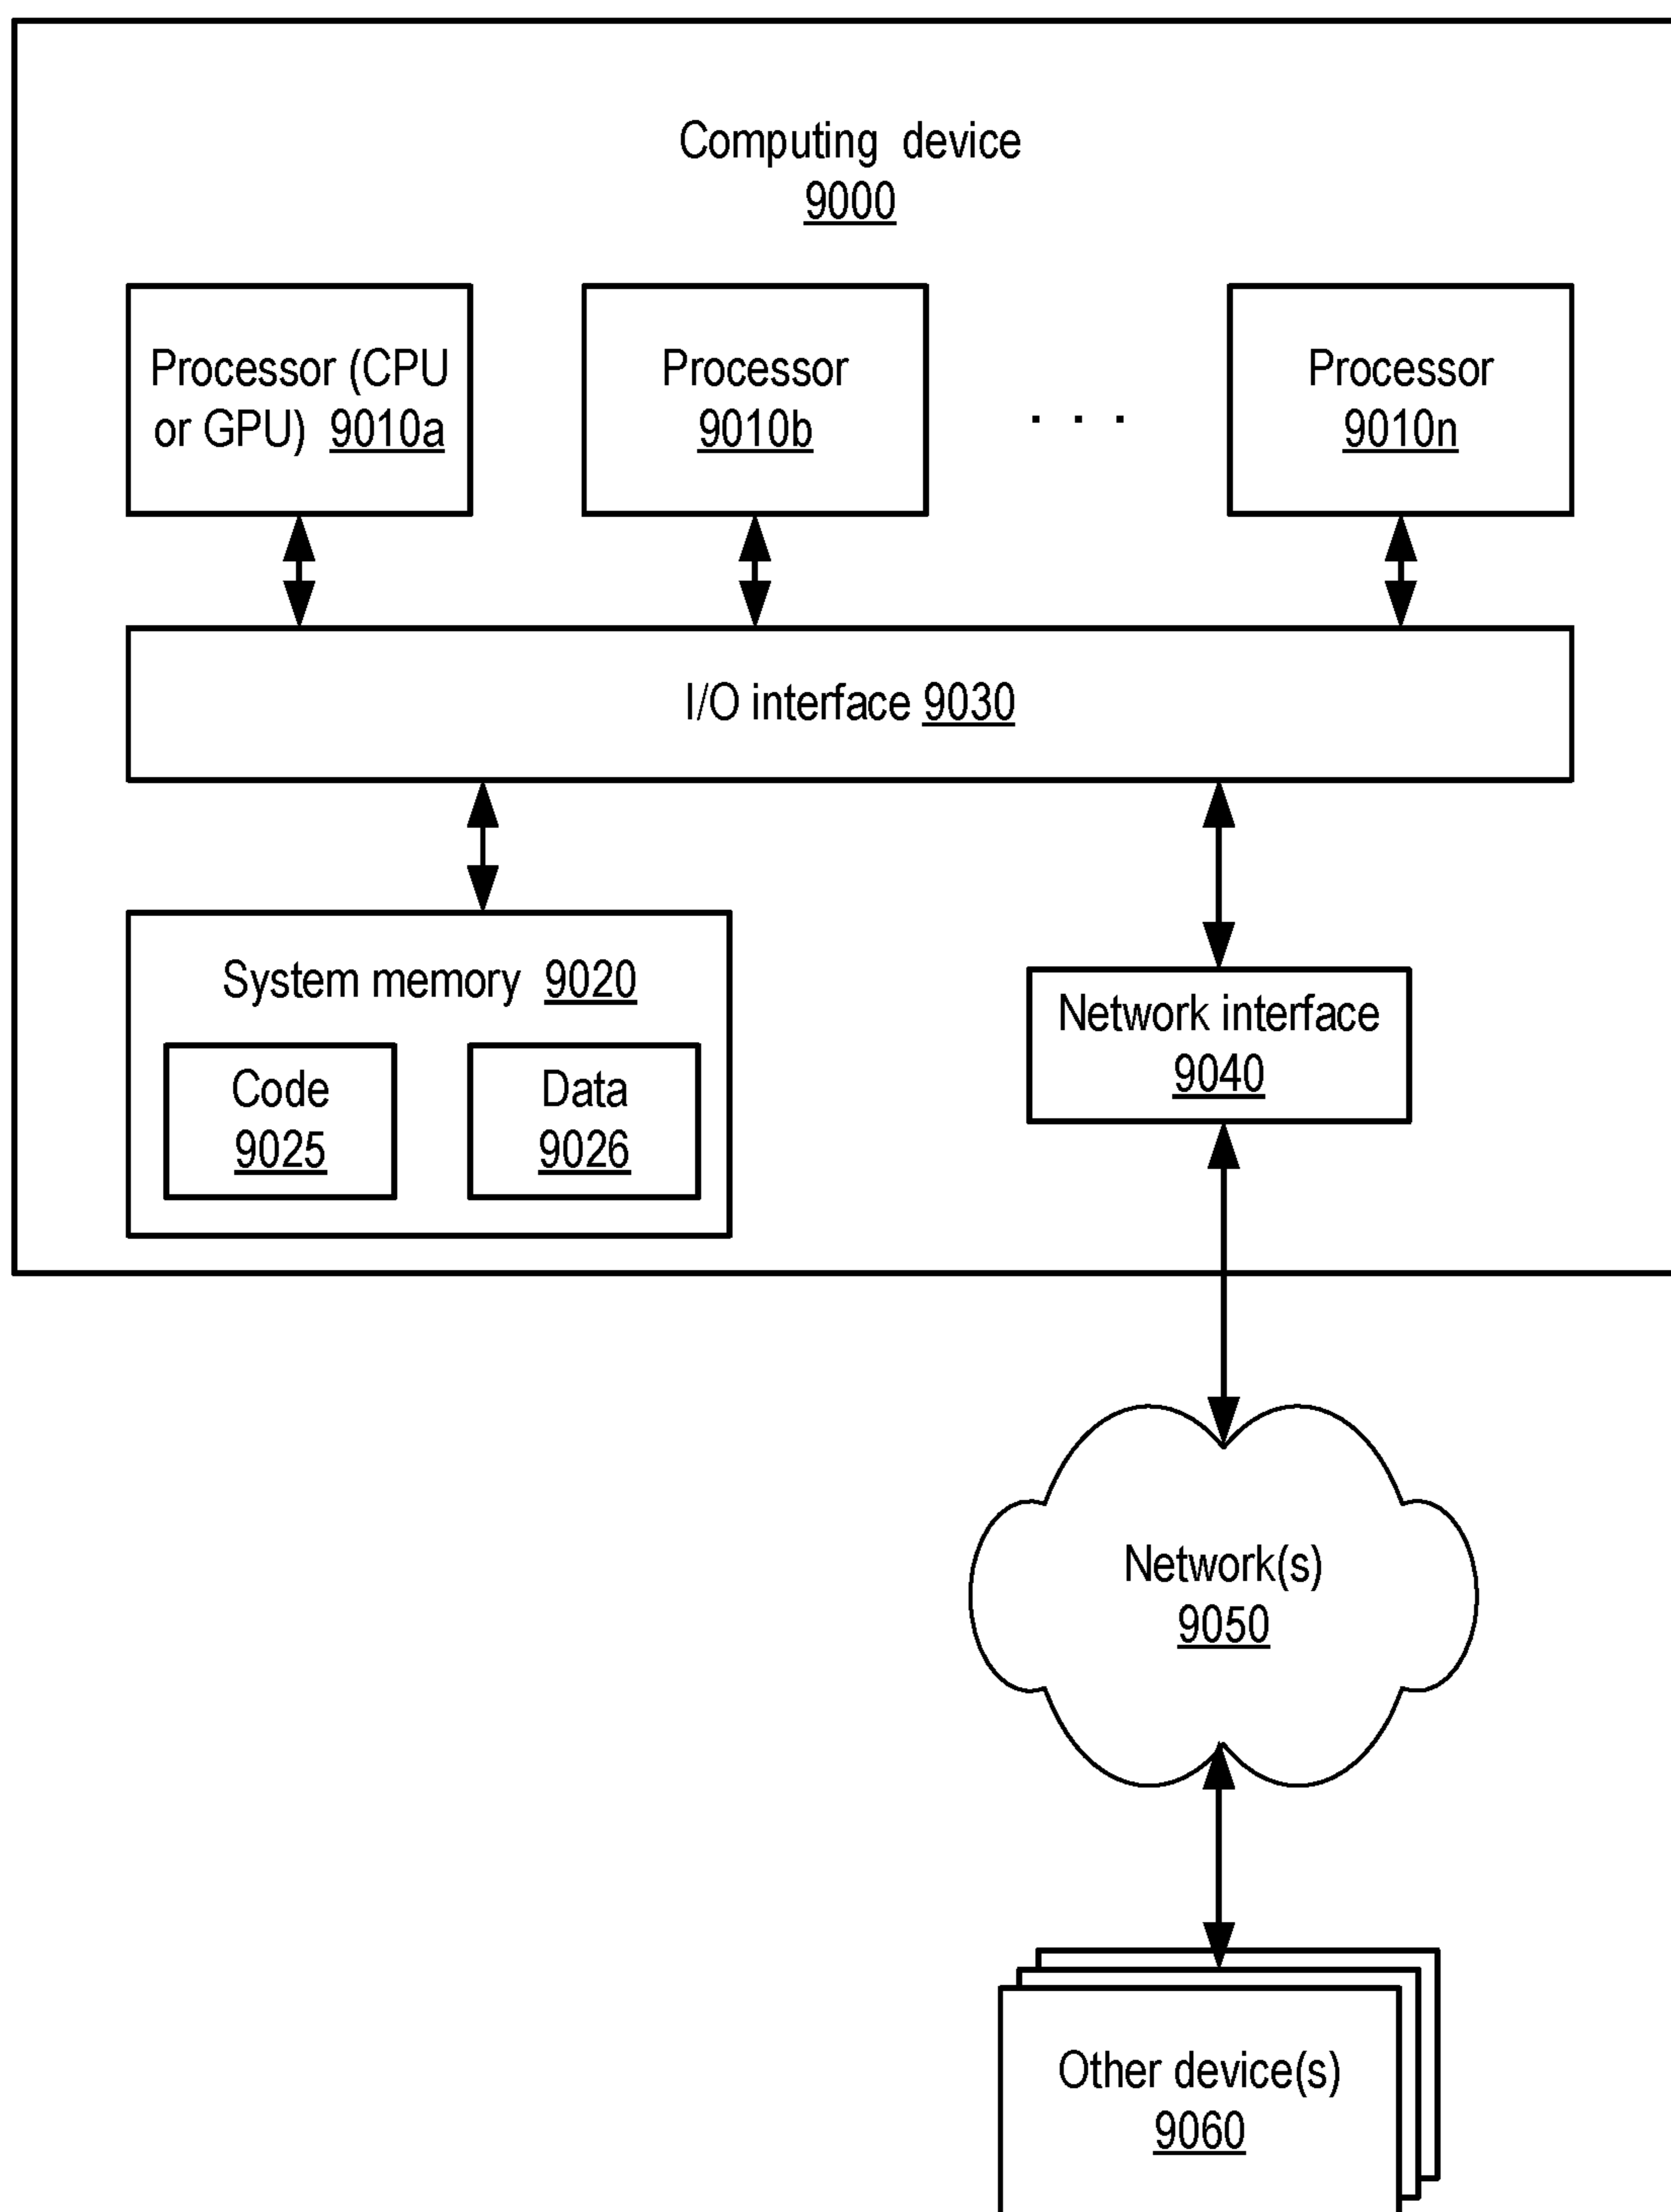 Computing device
9000
Processor (CPU
or GPU) 9010a
Processor
9010b
. . .
Processor
9010n
I/O interface 9030
System memory 9020
Code
9025
Data
9026
Network interface
9040
Network(s)
9050
Other device(s)
9060